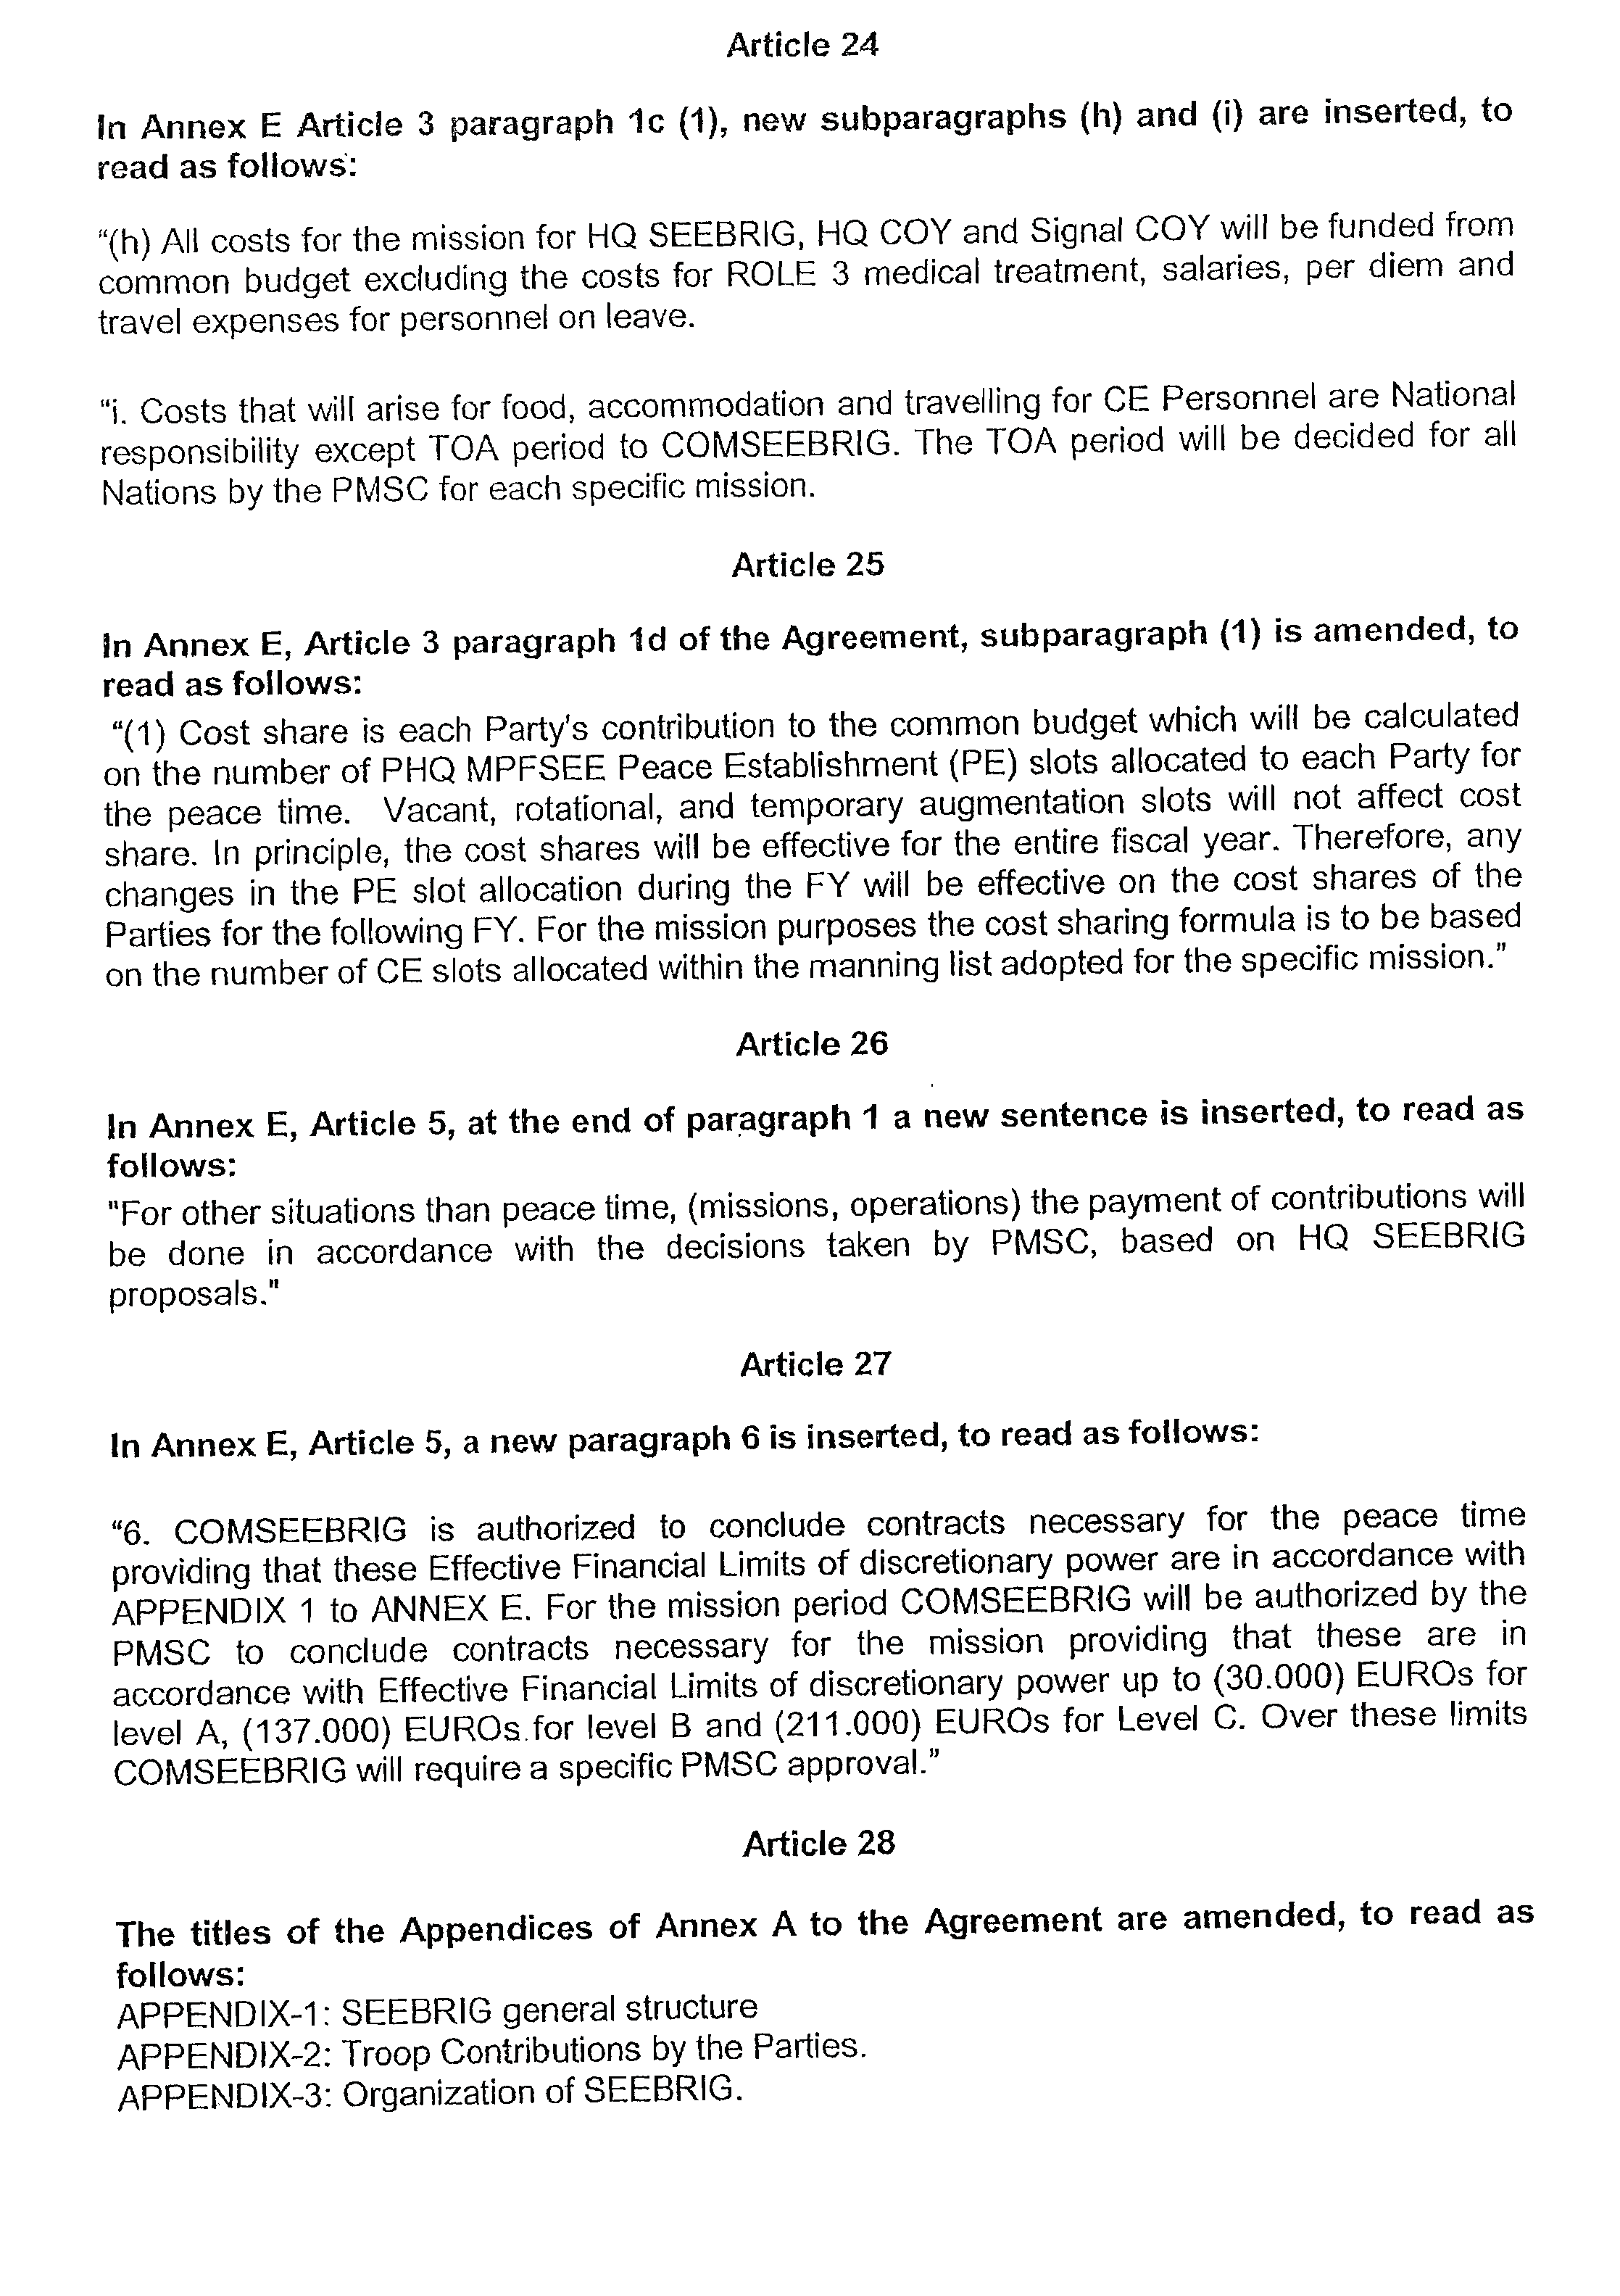 Article 24
In Annex E Article 3 paragraph 1c (1), new subparagraphs (h) and (i) are inserted, to
read as follows:
“(h) All costs for the mission for HQ SEEBRIG, HQ COY and Signal COY will be funded from
common budget excluding the costs for ROLE 3 medical treatment, salaries, per diem and
travel expenses for personnel on leave.
“i. Costs that will arise for food, accommodation and travelling for CE Personnel are National
responsibility except TOA period to COMSEEBRIG. The TOA period will be decided for all
Nations by the PMSC for each specific mission.
Article 25
In Annex E, Article 3 paragraph 1d of the Agreement, subparagraph (1) is amended, to
read as follows:
“(1) Cost share is each Party's contribution to the common budget which will be calculated
on the number of PHQ MPFSEE Peace Establishment (PE) slots allocated to each Party for
the peace time. Vacant, rotational, and temporary augmentation slots will not affect cost
share. In principle, the cost shares will be effective for the entire fiscal year. Therefore, any
changes in the PE slot allocation during the FY will be effective on the cost shares of the
Parties for the following FY. For the mission purposes the cost sharing formula is to be based
on the number of CE slots allocated within the manning list adopted for the specific mission.”
Article 26
In Annex E, Article 5, at the end of paragraph 1 a new sentence is inserted, to read as
follows:
"For other situations than peace time, (missions, operations) the payment of contributions will
be done in accordance with the decisions taken by PMSC, based on HQ SEEBRIG
proposals."
Article 27
In Annex E, Article 5, a new paragraph 6 is inserted, to read as follows:
“6. COMSEEBRIG is authorized to conclude contracts necessary for the peace time
providing that these Effective Financial Limits of discretionary power are in accordance with
APPENDIX 1 to ANNEX E. For the mission period COMSEEBRIG will be authorized by the
PMSC to conclude contracts necessary for the mission providing that these are in
accordance with Effective Financial Limits of discretionary power up to (30.000) EUROs for
level A, (137.000) EUROs for level B and (211.000) EUROs for Level C. Over these limits
COMSEEBRIG will require a specific PMSC approval.”
Article 28
The titles of the Appendices of Annex A to the Agreement are amended, to read as
follows:
APPENDIX-1: SEEBRIG general structure
APPENDIX-2: Troop Contributions by the Parties.
APPENDIX-3: Organization of SEEBRIG.